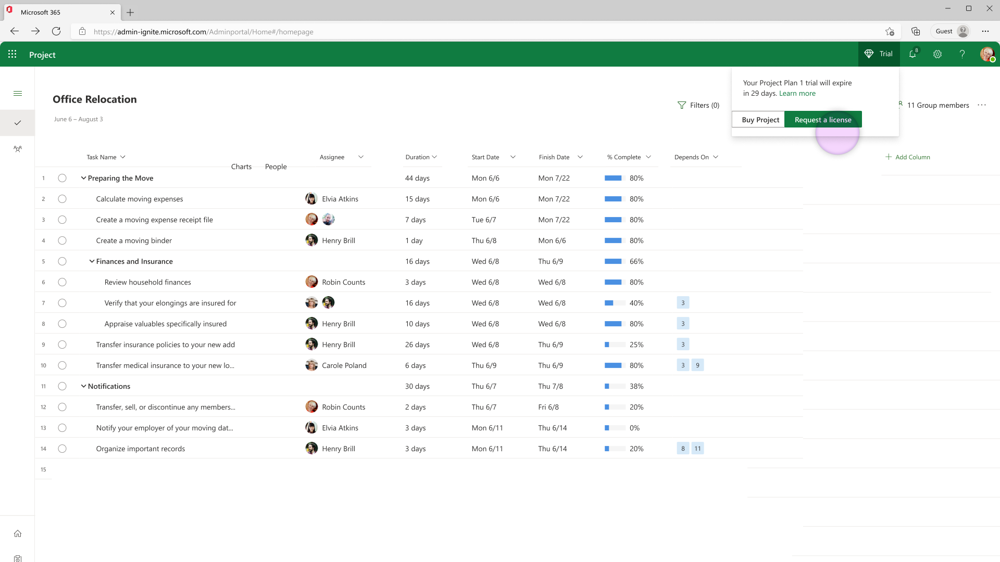 Microsoft 365
https://admin-ignite.microsoft.com/Adminportal/Home#/homepage
Guest
Project
Trial
8
Your Project Plan 1 trial will expire
in 29 days. Learn more
Office Relocation
Filters (0)
11 Group members
June 6 – August 3
Buy Project
Request a license
Task Name Assignee Duration Start Date Finish Date % Complete Depends On Add Column
Charts People
1 Preparing the Move 44 days Mon 6/6 Mon 7/22 80%
2 Calculate moving expenses Elvia Atkins 15 days Mon 6/6 Mon 7/22 80%
3 Create a moving expense receipt file 7 days Tue 6/7 Mon 7/22 80%
4 Create a moving binder Henry Brill 1 day Thu 6/8 Mon 6/6 80%
5 Finances and Insurance 16 days Wed 6/8 Thu 6/9 66%
6 Review household finances Robin Counts 3 days Wed 6/8 Wed 6/8 80%
7 Verify that your elongings are insured for 16 days Wed 6/8 Wed 6/8 40% 3
8 Appraise valuables specifically insured Henry Brill 10 days Wed 6/8 Wed 6/8 80% 3
9 Transfer insurance policies to your new add Henry Brill 26 days Wed 6/8 Thu 6/9 25% 3
10 Transfer medical insurance to your new lo... Carole Poland 6 days Thu 6/9 Thu 6/9 80% 3 9
11 Notifications 30 days Thu 6/7 Thu 7/8 38%
12 Transfer, sell, or discontinue any members... Robin Counts 2 days Thu 6/7 Fri 6/8 20%
13 Notify your employer of your moving dat... Elvia Atkins 3 days Mon 6/11 Thu 6/14 0%
14 Organize important records Henry Brill 3 days Mon 6/11 Thu 6/14 20% 8 11
15